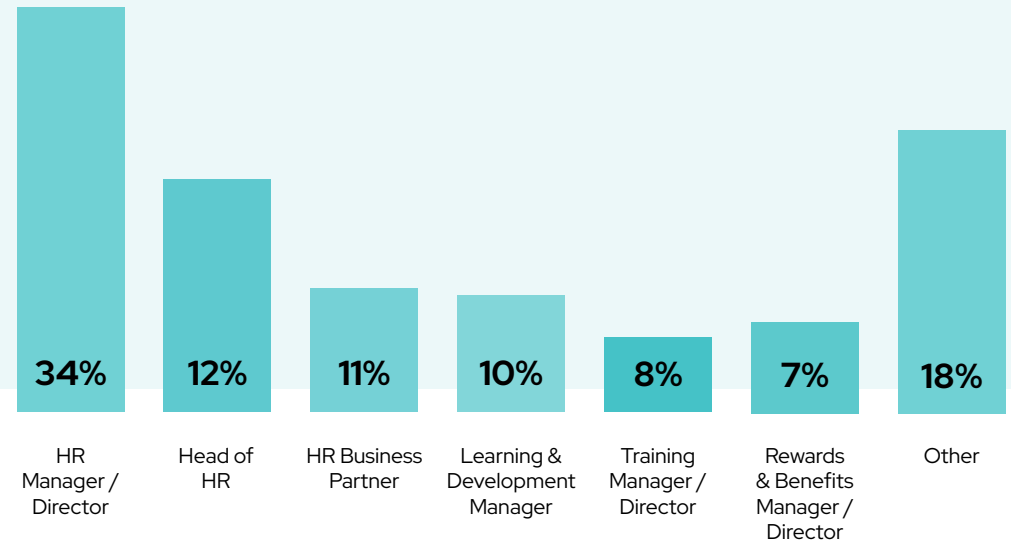 34%
12%
11%
10%
8%
7%
18%
HR
Manager /
Director
Head of
HR
HR Business
Partner
Learning &
Development
Manager
Training
Manager /
Director
Rewards
& Benefits
Manager /
Director
Other